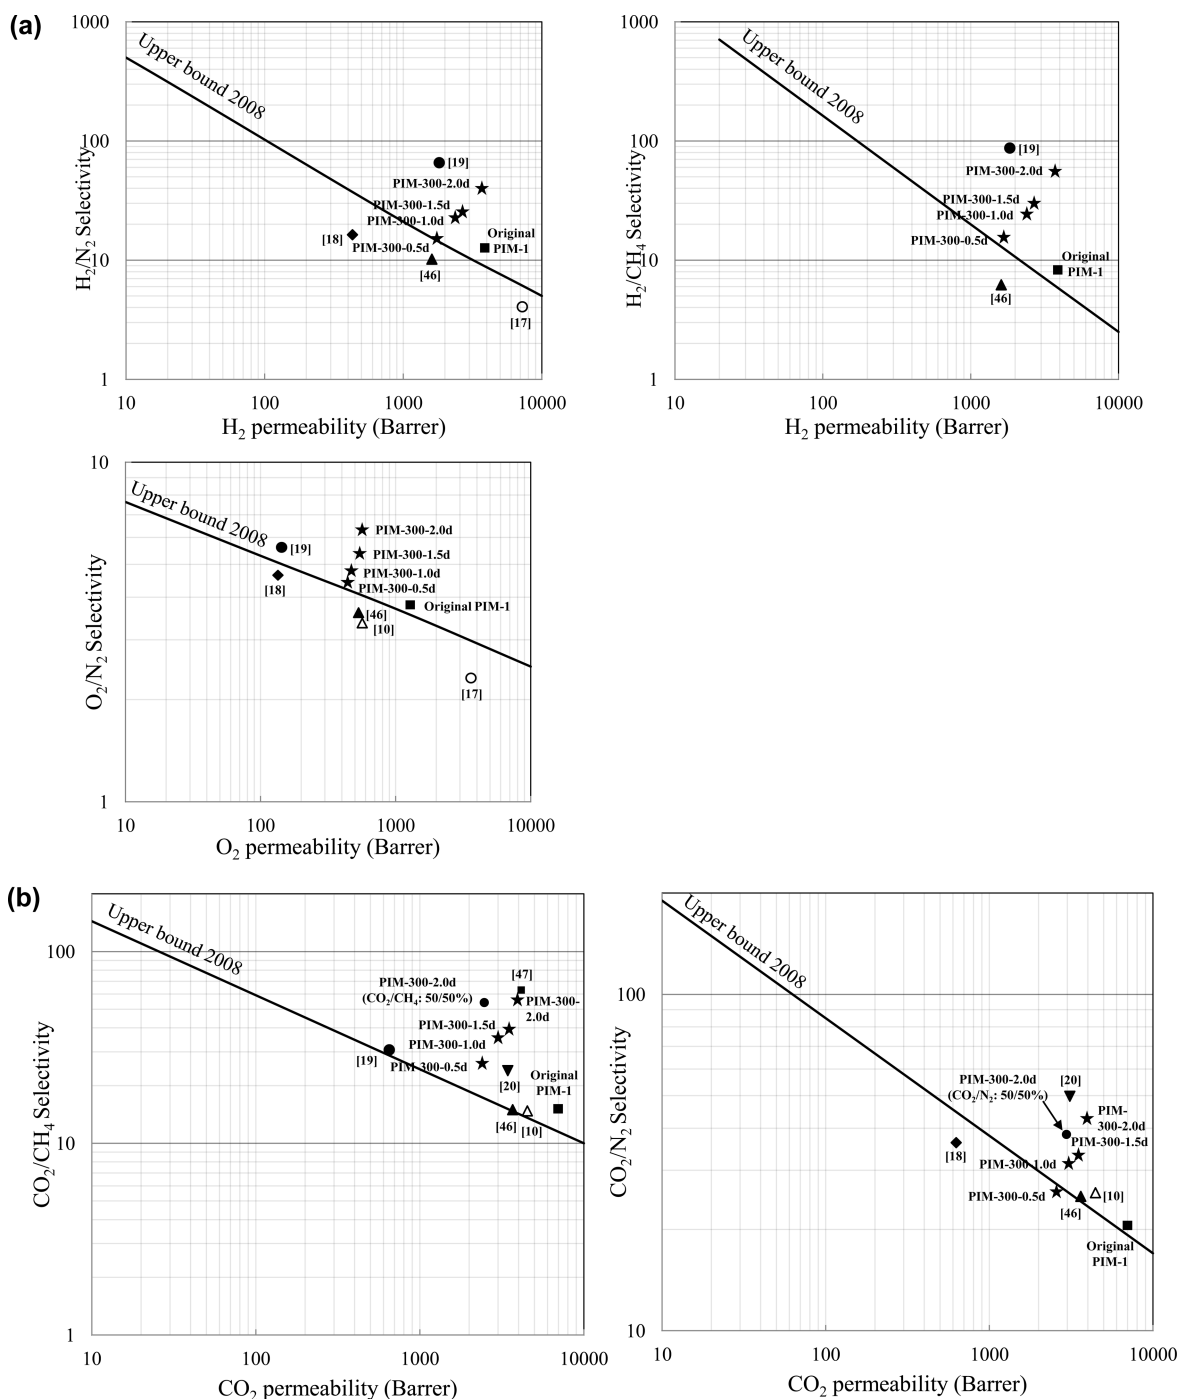 (a)
1000
100
10
1
H₂/N₂ Selectivity
Upper bound 2008
[19]
PIM-300-2.0d
PIM-300-1.5d
PIM-300-1.0d
Original
PIM-1
[18]
PIM-300-0.5d
[46]
[17]
10
100
1000
10000
H₂ permeability (Barrer)
1000
100
10
1
H₂/CH₄ Selectivity
Upper bound 2008
[19]
PIM-300-2.0d
PIM-300-1.5d
PIM-300-1.0d
PIM-300-0.5d
Original
PIM-1
[46]
10
100
1000
10000
H₂ permeability (Barrer)
10
1
O₂/N₂ Selectivity
Upper bound 2008
PIM-300-2.0d
[19]
PIM-300-1.5d
PIM-300-1.0d
[18]
PIM-300-0.5d
Original PIM-1
[46]
[10]
[17]
10
100
1000
10000
O₂ permeability (Barrer)
(b)
100
10
1
CO₂/CH₄ Selectivity
Upper bound 2008
[47]
PIM-300-2.0d
(CO₂/CH₄: 50/50%)
PIM-300-
2.0d
PIM-300-1.5d
PIM-300-1.0d
[19]
PIM-300-0.5d
[20]
Original
PIM-1
[46]
[10]
10
100
1000
10000
CO₂ permeability (Barrer)
100
10
CO₂/N₂ Selectivity
Upper bound 2008
PIM-300-2.0d
(CO₂/N₂: 50/50%)
[20]
PIM-
300-2.0d
PIM-300-1.5d
[18]
PIM-300-1.0d
PIM-300-0.5d
[10]
[46]
Original
PIM-1
10
100
1000
10000
CO₂ permeability (Barrer)